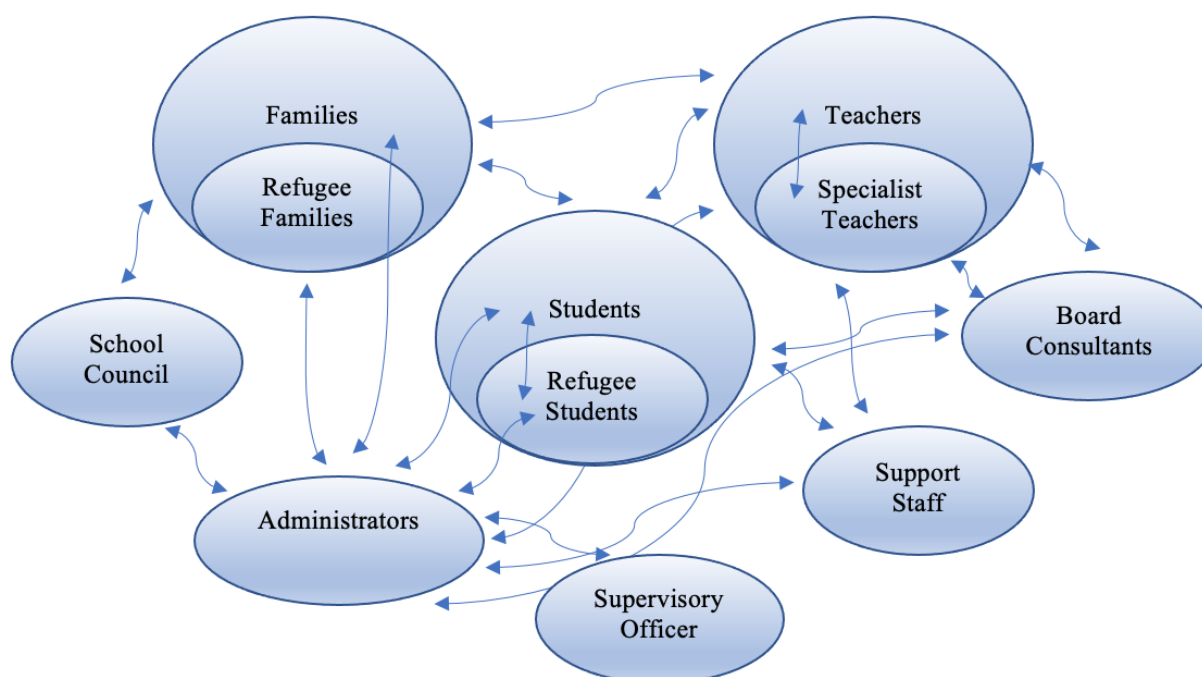 Families
Teachers
Refugee
Families
Specialist
Teachers
Students
Refugee
Students
School
Council
Board
Consultants
Support
Staff
Administrators
Supervisory
Officer